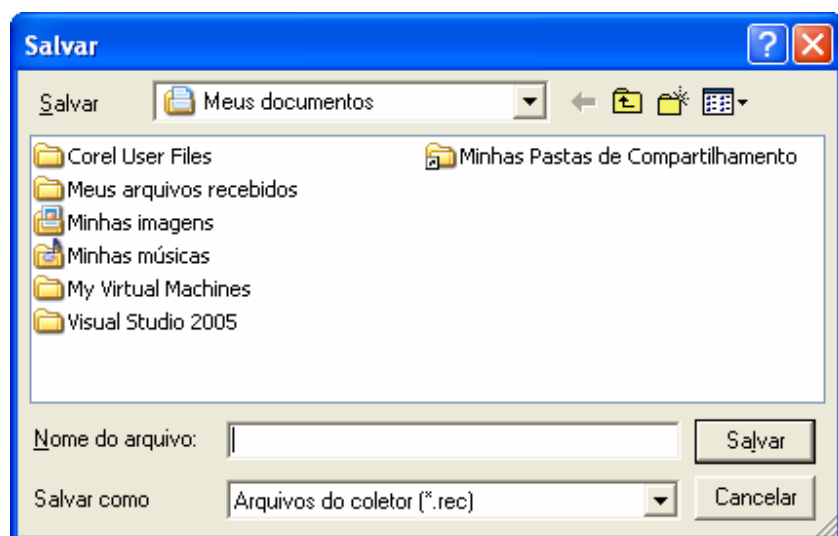 Salvar
Salvar Meus documentos
Corel User Files
Meus arquivos recebidos
Minhas imagens
Minhas músicas
My Virtual Machines
Visual Studio 2005
Minhas Pastas de Compartilhamento
Nome do arquivo: Salvar
Salvar como Arquivos do coletor (*.rec) Cancelar